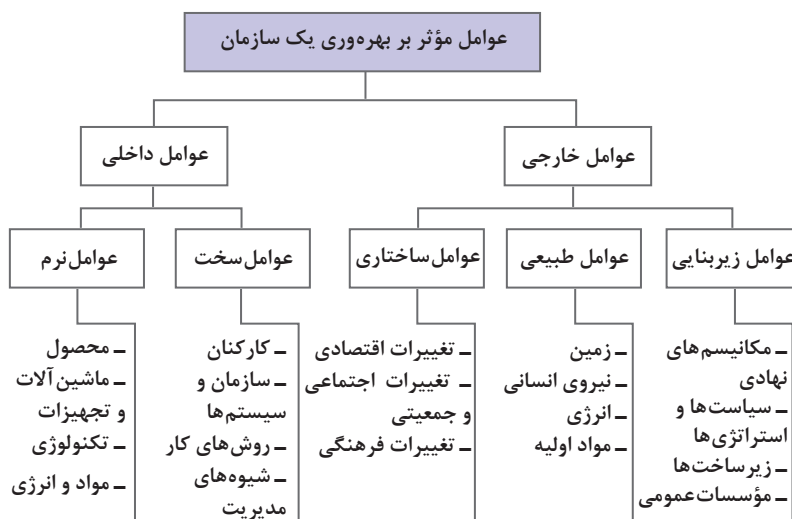 عوامل مؤثر بر بهره‌وری یک سازمان
عوامل خارجی
عوامل داخلی
عوامل زیربنایی
عوامل طبیعی
عوامل ساختاری
عوامل سخت
عوامل نرم
ـ مکانیسم‌های
نهادی
ـ سیاست‌ها و
استراتژی‌ها
ـ زیرساخت‌ها
ـ مؤسسات عمومی
ـ زمین
ـ نیروی انسانی
ـ انرژی
ـ مواد اولیه
ـ تغییرات اقتصادی
ـ تغییرات اجتماعی
و جمعیتی
ـ تغییرات فرهنگی
ـ کارکنان
ـ سازمان و
سیستم‌ها
ـ روش‌های کار
ـ شیوه‌های
مدیریت
ـ محصول
ـ ماشین‌آلات
و تجهیزات
ـ تکنولوژی
ـ مواد و انرژی